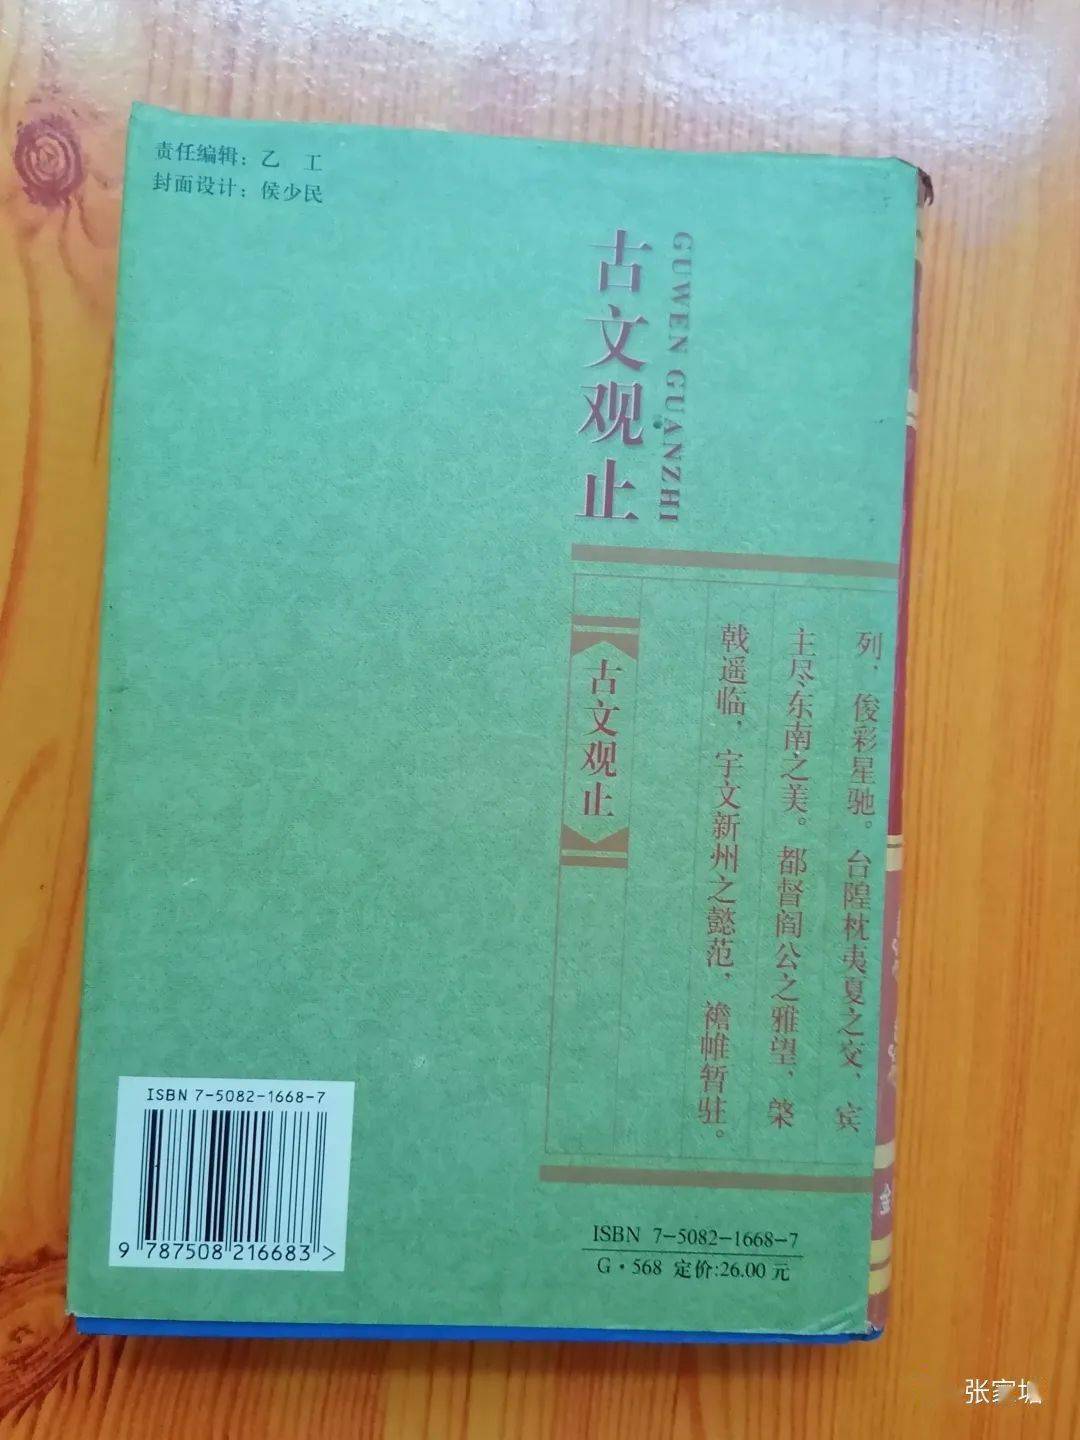 责任编辑：乙 工
封面设计：侯少民
古文观止
GUWEN GUANZHI
列，俊彩星驰。台隍枕夷夏之交，宾
主尽东南之美。都督阎公之雅望，棨
戟遥临，宇文新州之懿范，襜帷暂驻。
古文观止
ISBN 7-5082-1668-7
9 787508 216683 >
ISBN 7-5082-1668-7
G·568 定价:26.00 元
金
张家